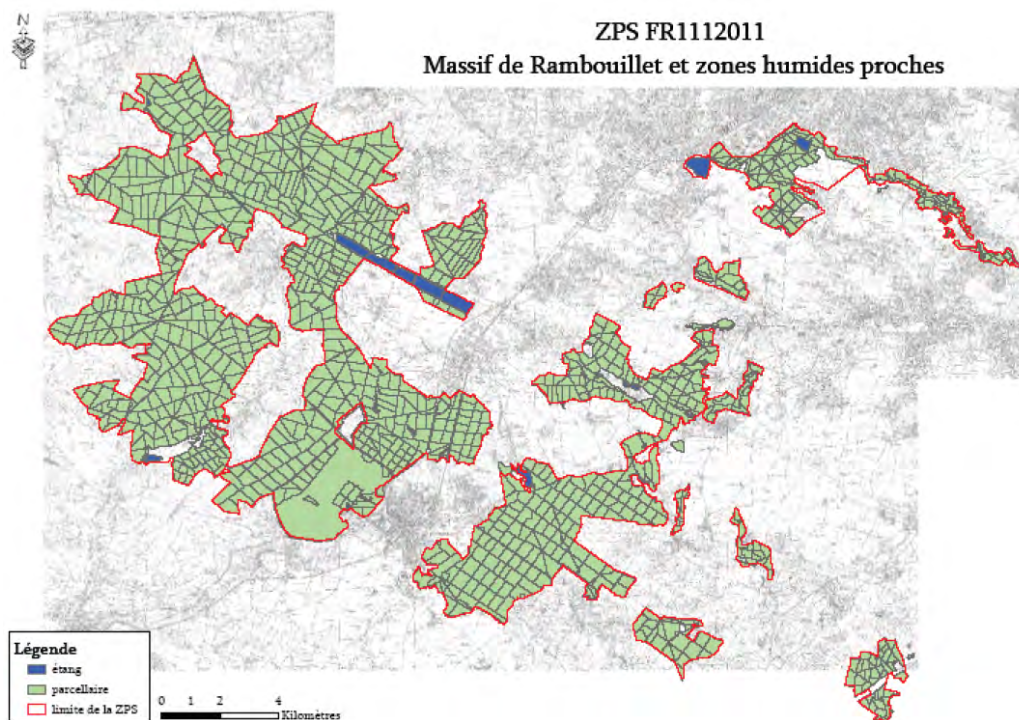 N
ZPS FR1112011
Massif de Rambouillet et zones humides proches
Légende
étang
parcellaire
limite de la ZPS
0 1 2 4
Kilomètres